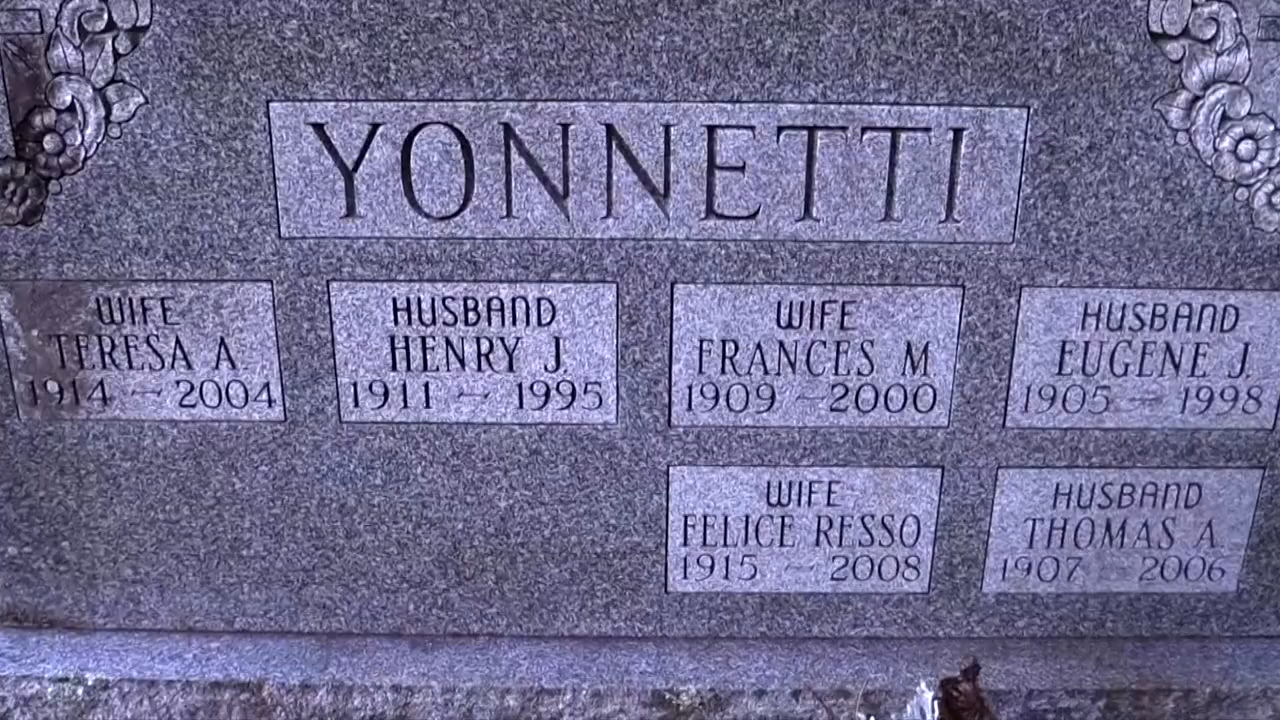 YONNETTI
WIFE
TERESA A.
1914 — 2004
HUSBAND
HENRY J.
1911 — 1995
WIFE
FRANCES M
1909 — 2000
HUSBAND
EUGENE J.
1905 — 1998
WIFE
FELICE RESSO
1915 — 2008
HUSBAND
THOMAS A.
1907 — 2006